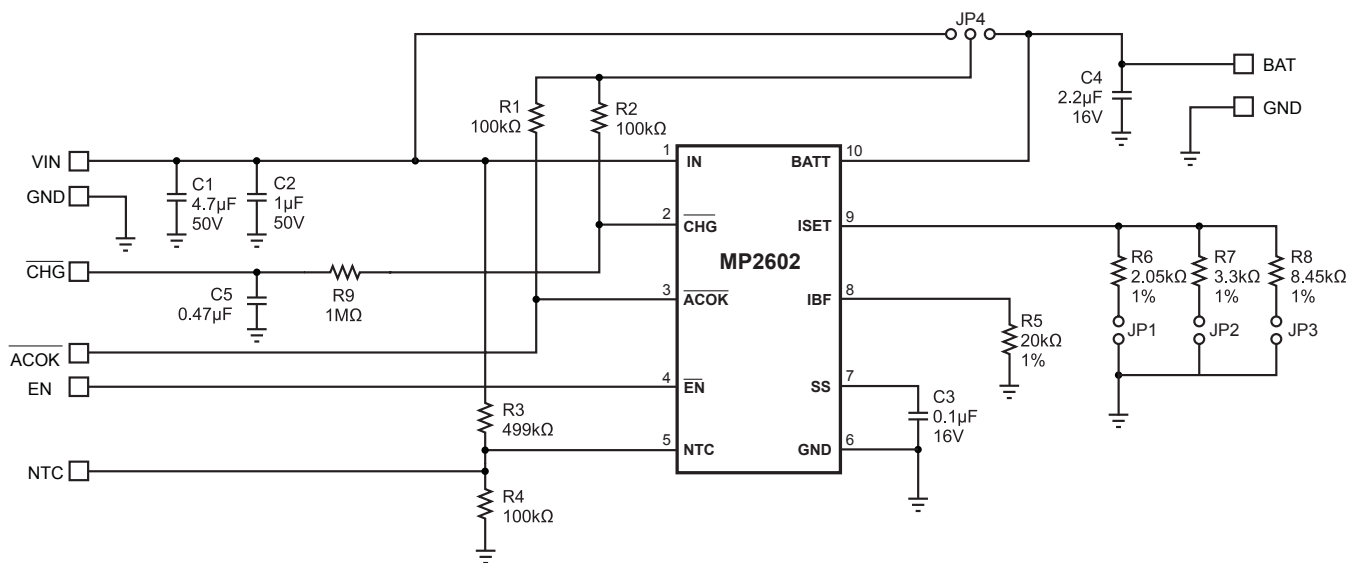 JP4
BAT
C4
2.2µF
16V
GND
R1
100kΩ
R2
100kΩ
VIN
GND
C1
4.7µF
50V
C2
1µF
50V
1
IN
BATT
10
2
CHG
ISET
9
MP2602
3
ACOK
IBF
8
4
EN
SS
7
5
NTC
GND
6
CHG
C5
0.47µF
R9
1MΩ
ACOK
EN
R3
499kΩ
NTC
R4
100kΩ
R6
2.05kΩ
1%
R7
3.3kΩ
1%
R8
8.45kΩ
1%
JP1
JP2
JP3
R5
20kΩ
1%
C3
0.1µF
16V